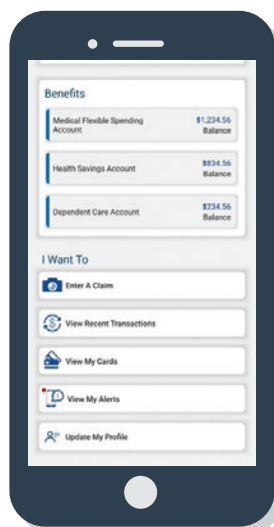 Benefits
Medical Flexible Spending
Account
$1,234.56
Balance
Health Savings Account
$834.56
Balance
Dependent Care Account
$234.56
Balance
I Want To
Enter A Claim
View Recent Transactions
View My Cards
View My Alerts
Update My Profile